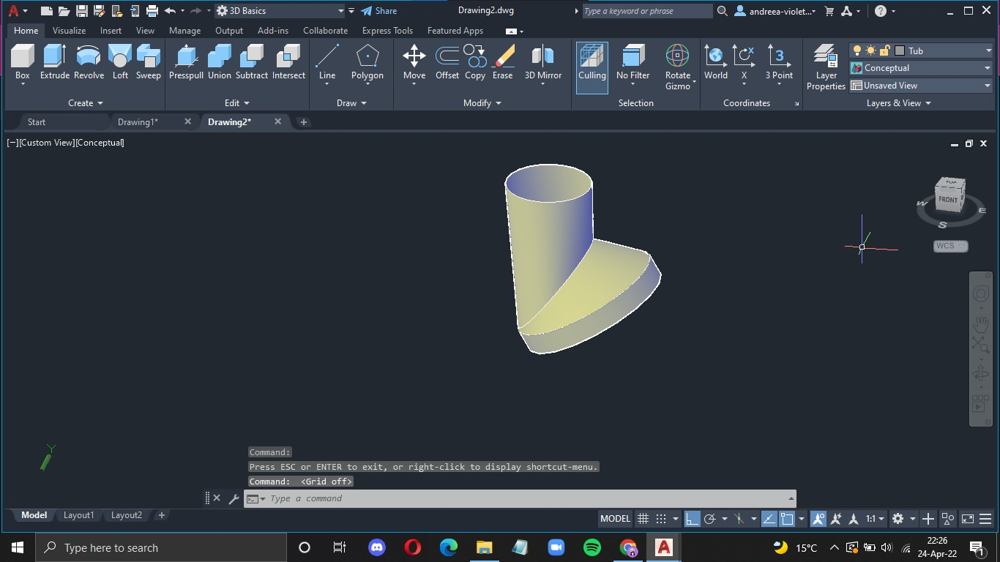 3D Basics
Share
Drawing2.dwg
Type a keyword or phrase
andreea-violet...
Home Visualize Insert View Manage Output Add-ins Collaborate Express Tools Featured Apps
Box Extrude Revolve Loft Sweep Presspull Union Subtract Intersect Line Polygon Move Offset Copy Erase 3D Mirror Culling No Filter Rotate Gizmo World X 3 Point Layer Properties
Tub
Conceptual
Unsaved View
Create Edit Draw Modify Selection Coordinates Layers & View
Start Drawing1* Drawing2*
[−][Custom View][Conceptual]
TOP
FRONT
W
E
S
WCS
Y
Command:
Press ESC or ENTER to exit, or right-click to display shortcut-menu.
Command: <Grid off>
Type a command
Model Layout1 Layout2
MODEL
1:1
Type here to search
15°C
22:26
24-Apr-22
1